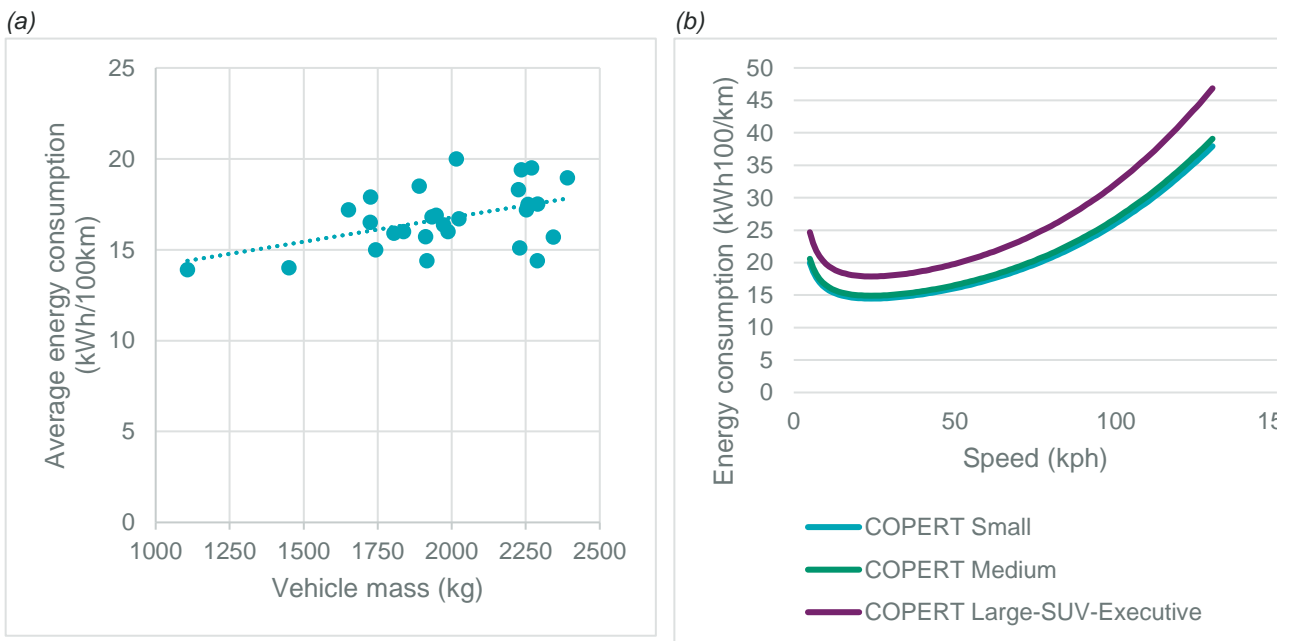 (a)
Average energy consumption
(kWh/100km)
25
20
15
10
5
0
1000 1250 1500 1750 2000 2250 2500
Vehicle mass (kg)
(b)
Energy consumption (kWh100/km)
50
45
40
35
30
25
20
15
10
5
0
0 50 100 15
Speed (kph)
COPERT Small
COPERT Medium
COPERT Large-SUV-Executive